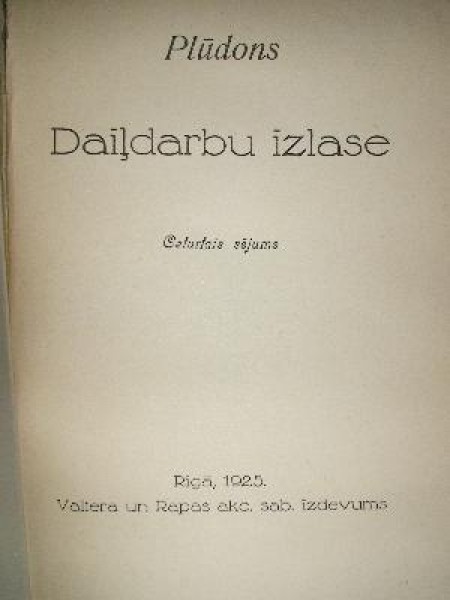 Plūdons
Daiļdarbu izlase
Ceturtais sējums
Rīgā, 1925.
Valtera un Rapas akc. sab. izdevums